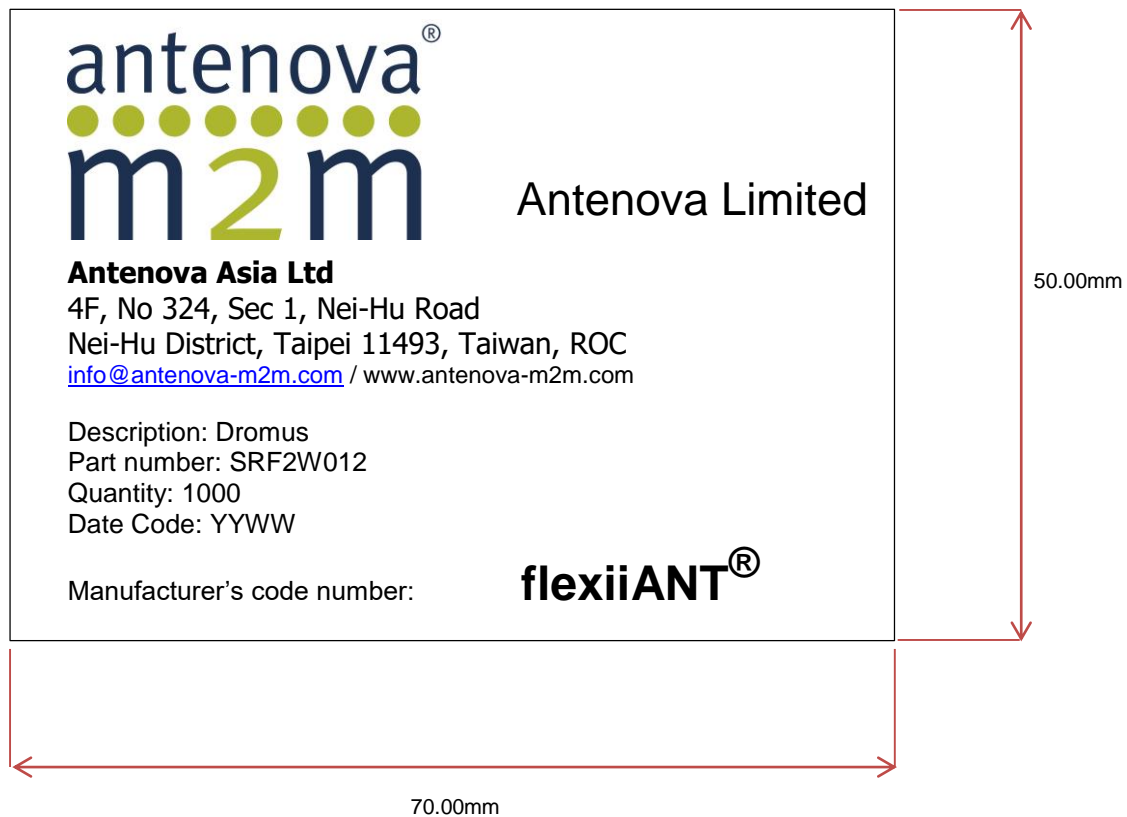 antenova®
m2m
Antenova Limited
Antenova Asia Ltd
4F, No 324, Sec 1, Nei-Hu Road
Nei-Hu District, Taipei 11493, Taiwan, ROC
info@antenova-m2m.com / www.antenova-m2m.com
Description: Dromus
Part number: SRF2W012
Quantity: 1000
Date Code: YYWW
Manufacturer’s code number: flexiiANT®
50.00mm
70.00mm